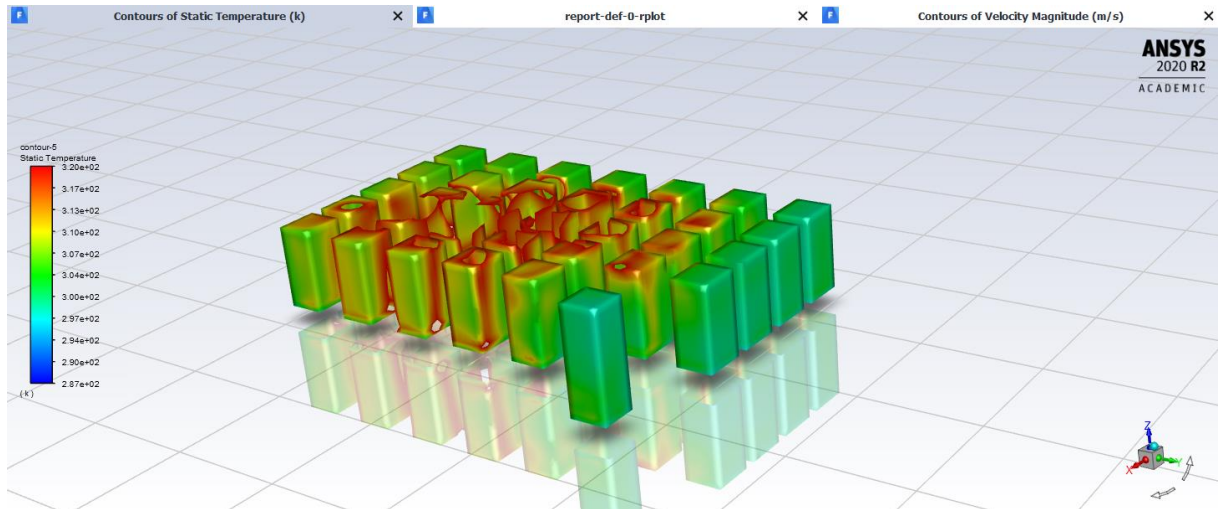 Contours of Static Temperature (k)
report-def-0-rplot
Contours of Velocity Magnitude (m/s)
ANSYS
2020 R2
ACADEMIC
contour-5
Static Temperature
3.20e+02
3.17e+02
3.13e+02
3.10e+02
3.07e+02
3.04e+02
3.00e+02
2.97e+02
2.94e+02
2.90e+02
2.87e+02
(k)
Z
X
Y